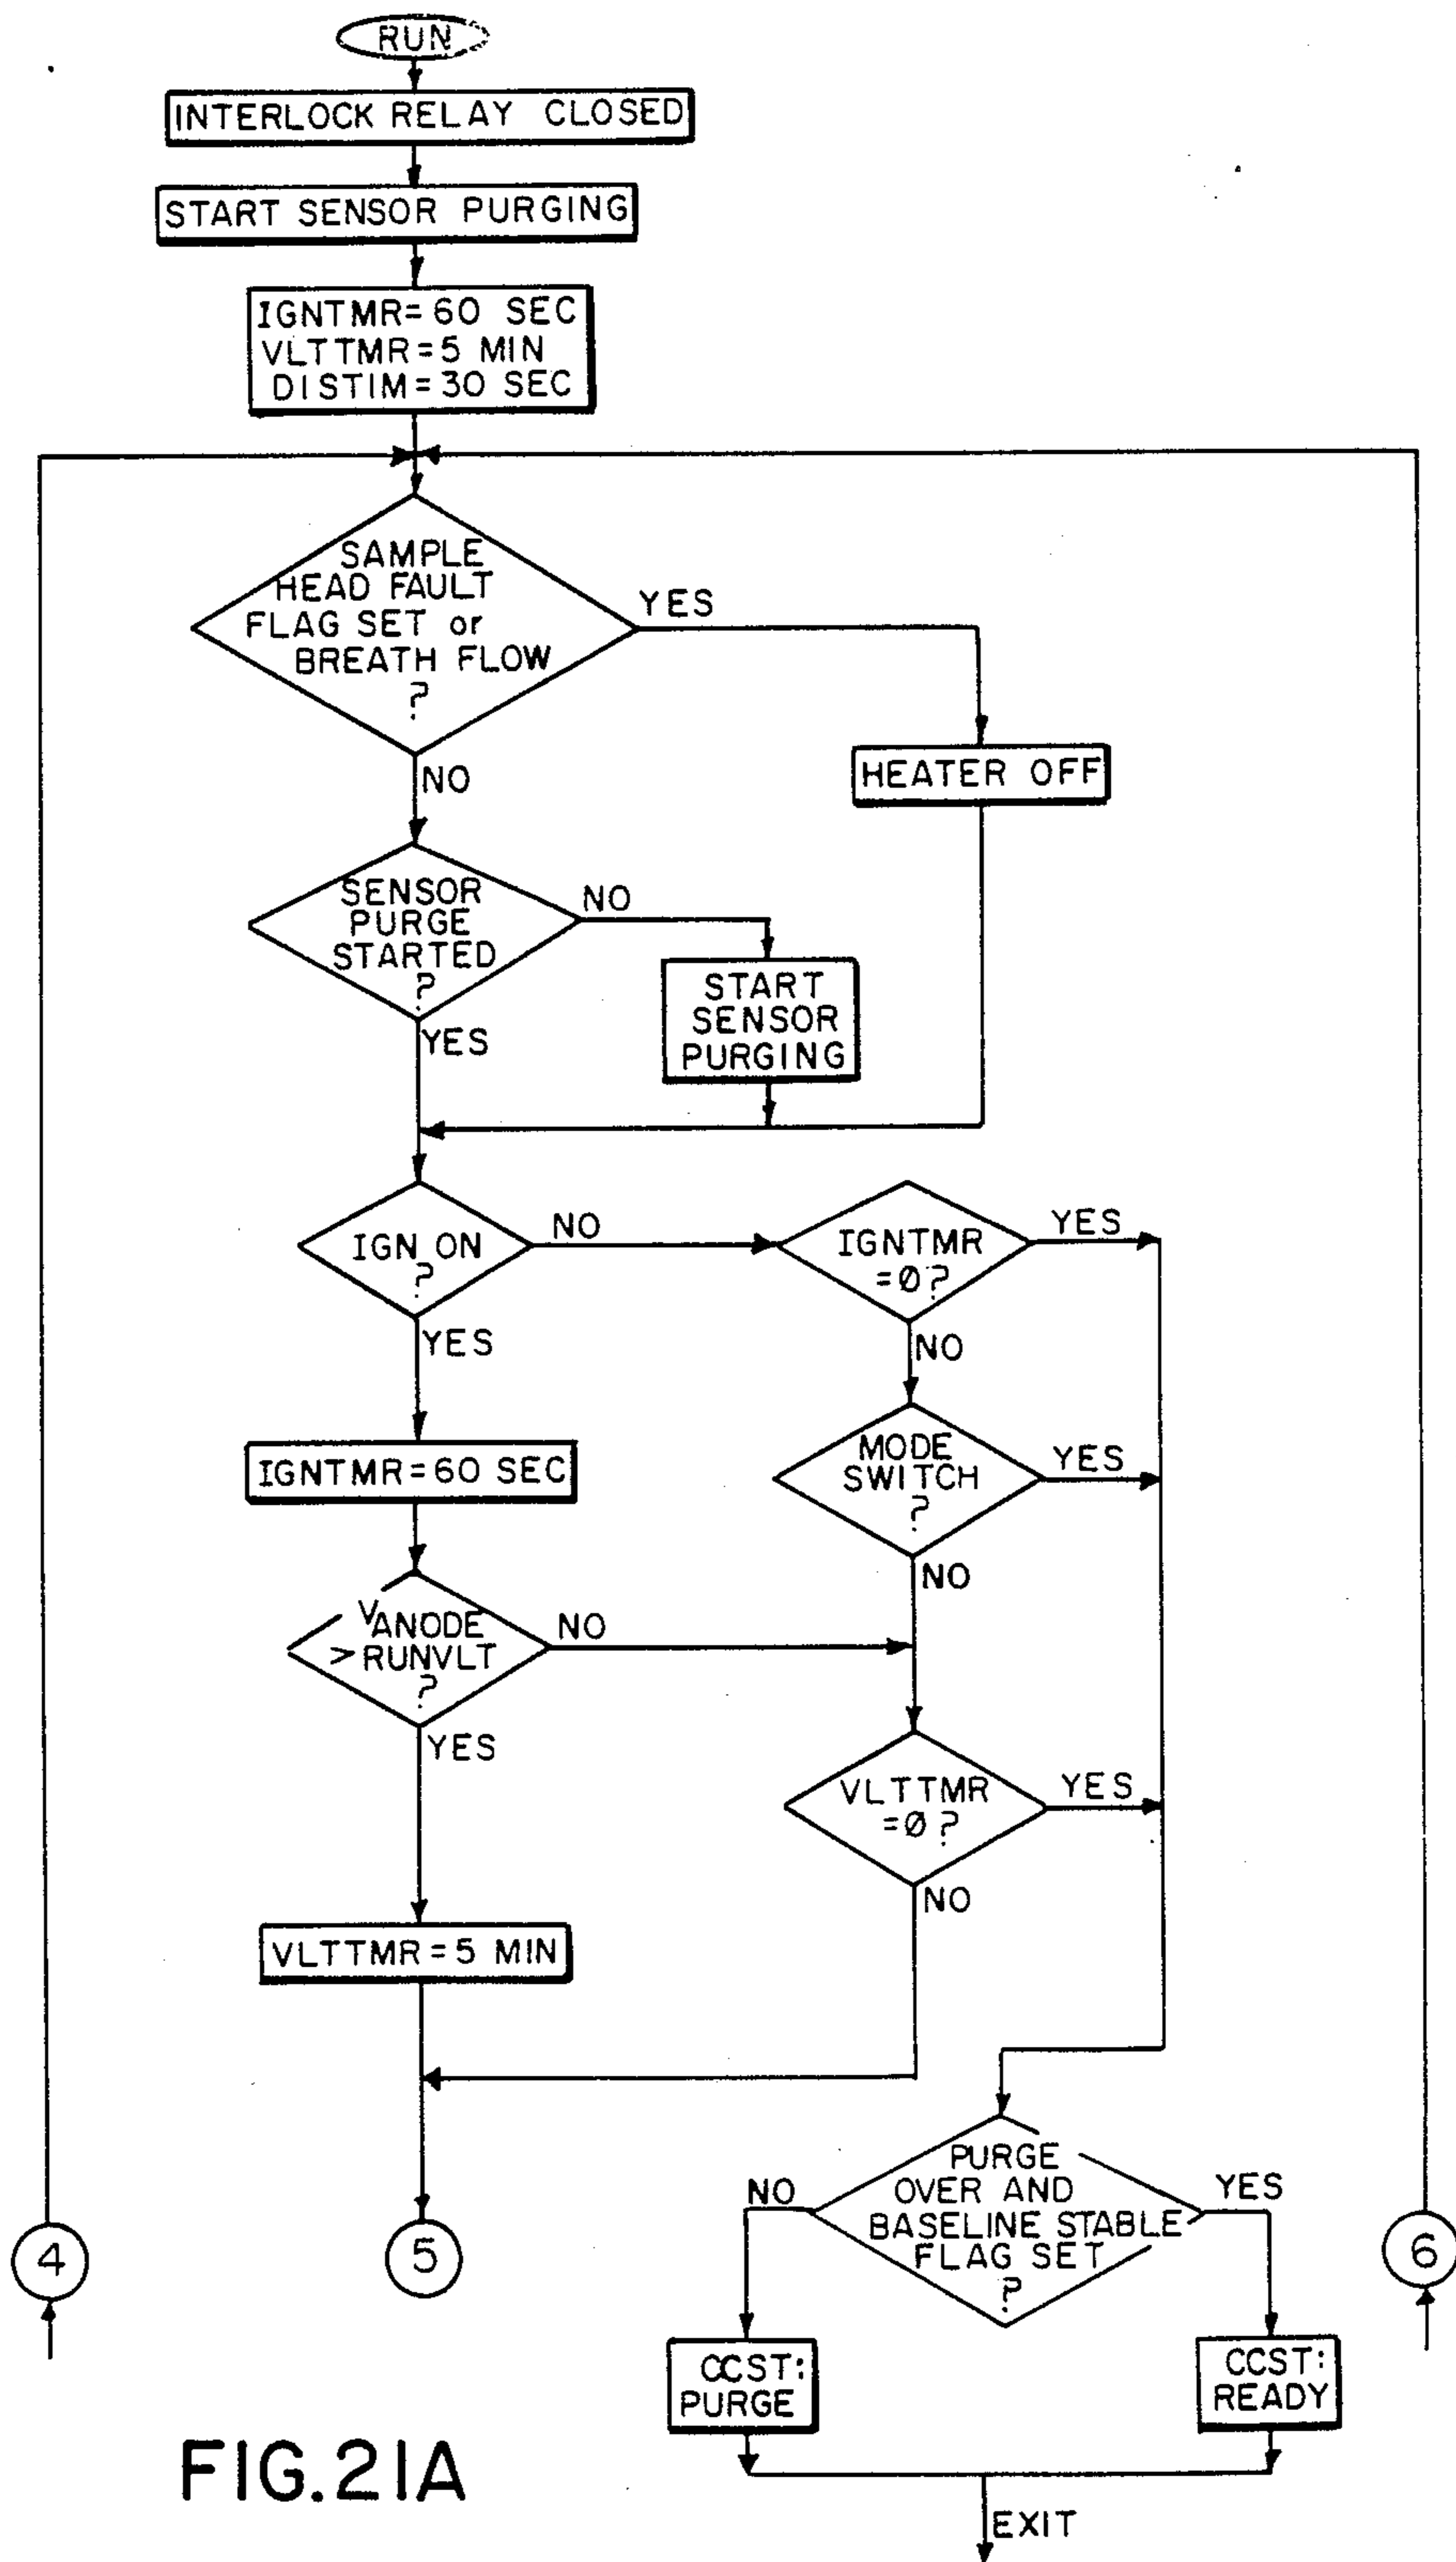 RUN
INTERLOCK RELAY CLOSED
START SENSOR PURGING
IGNTMR=60 SEC
VLTTMR=5 MIN
DISTIM=30 SEC
SAMPLE
HEAD FAULT
FLAG SET or
BREATH FLOW
?
YES
NO
HEATER OFF
SENSOR
PURGE
STARTED
?
NO
YES
START
SENSOR
PURGING
IGN ON
?
NO
YES
IGNTMR
=Ø?
YES
NO
IGNTMR=60 SEC
MODE
SWITCH
?
YES
NO
VANODE
>RUNVLT
?
NO
YES
VLTTMR
=Ø?
YES
NO
VLTTMR=5 MIN
PURGE
OVER AND
BASELINE STABLE
FLAG SET
?
NO
YES
4
5
6
CCST:
PURGE
CCST:
READY
EXIT
FIG.21A